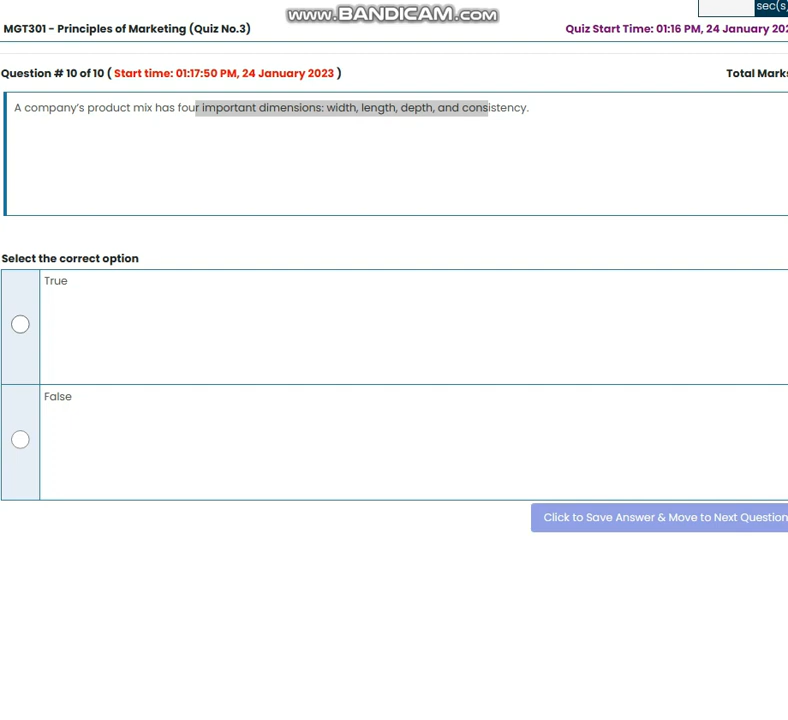 www.BANDICAM.com
sec(s
MGT301 - Principles of Marketing (Quiz No.3)
Quiz Start Time: 01:16 PM, 24 January 202
Question # 10 of 10 ( Start time: 01:17:50 PM, 24 January 2023 )
Total Marks
A company's product mix has four important dimensions: width, length, depth, and consistency.
Select the correct option
True
False
Click to Save Answer & Move to Next Question